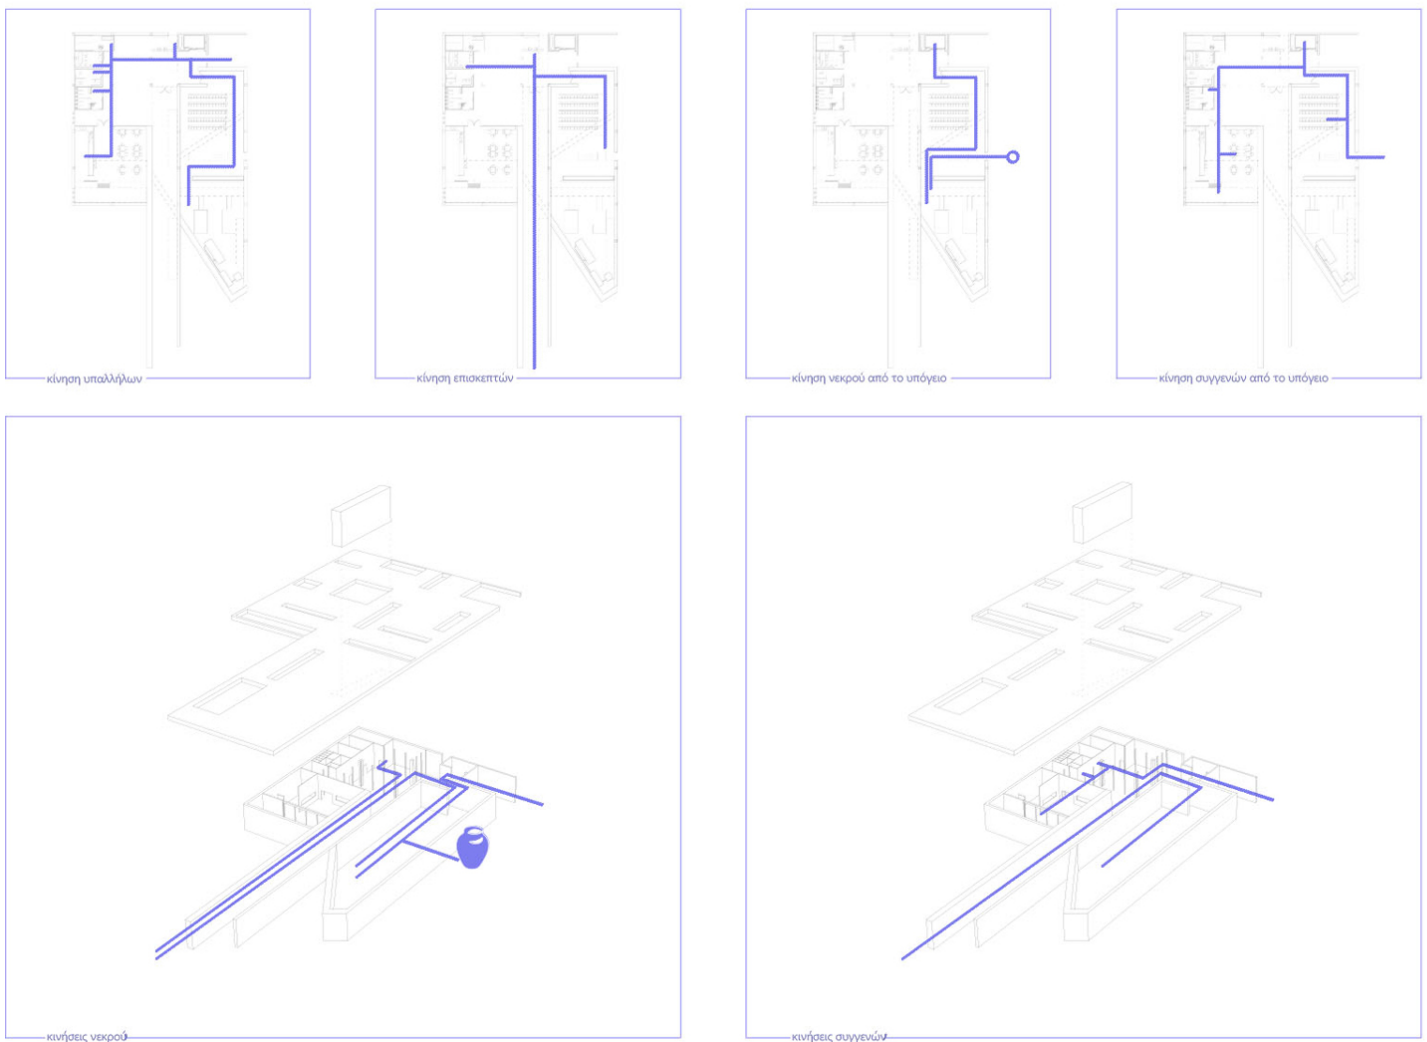 κίνηση υπαλλήλων
κίνηση επισκεπτών
κίνηση νεκρού από το υπόγειο
κίνηση συγγενών από το υπόγειο
κινήσεις νεκρού
κινήσεις συγγενών